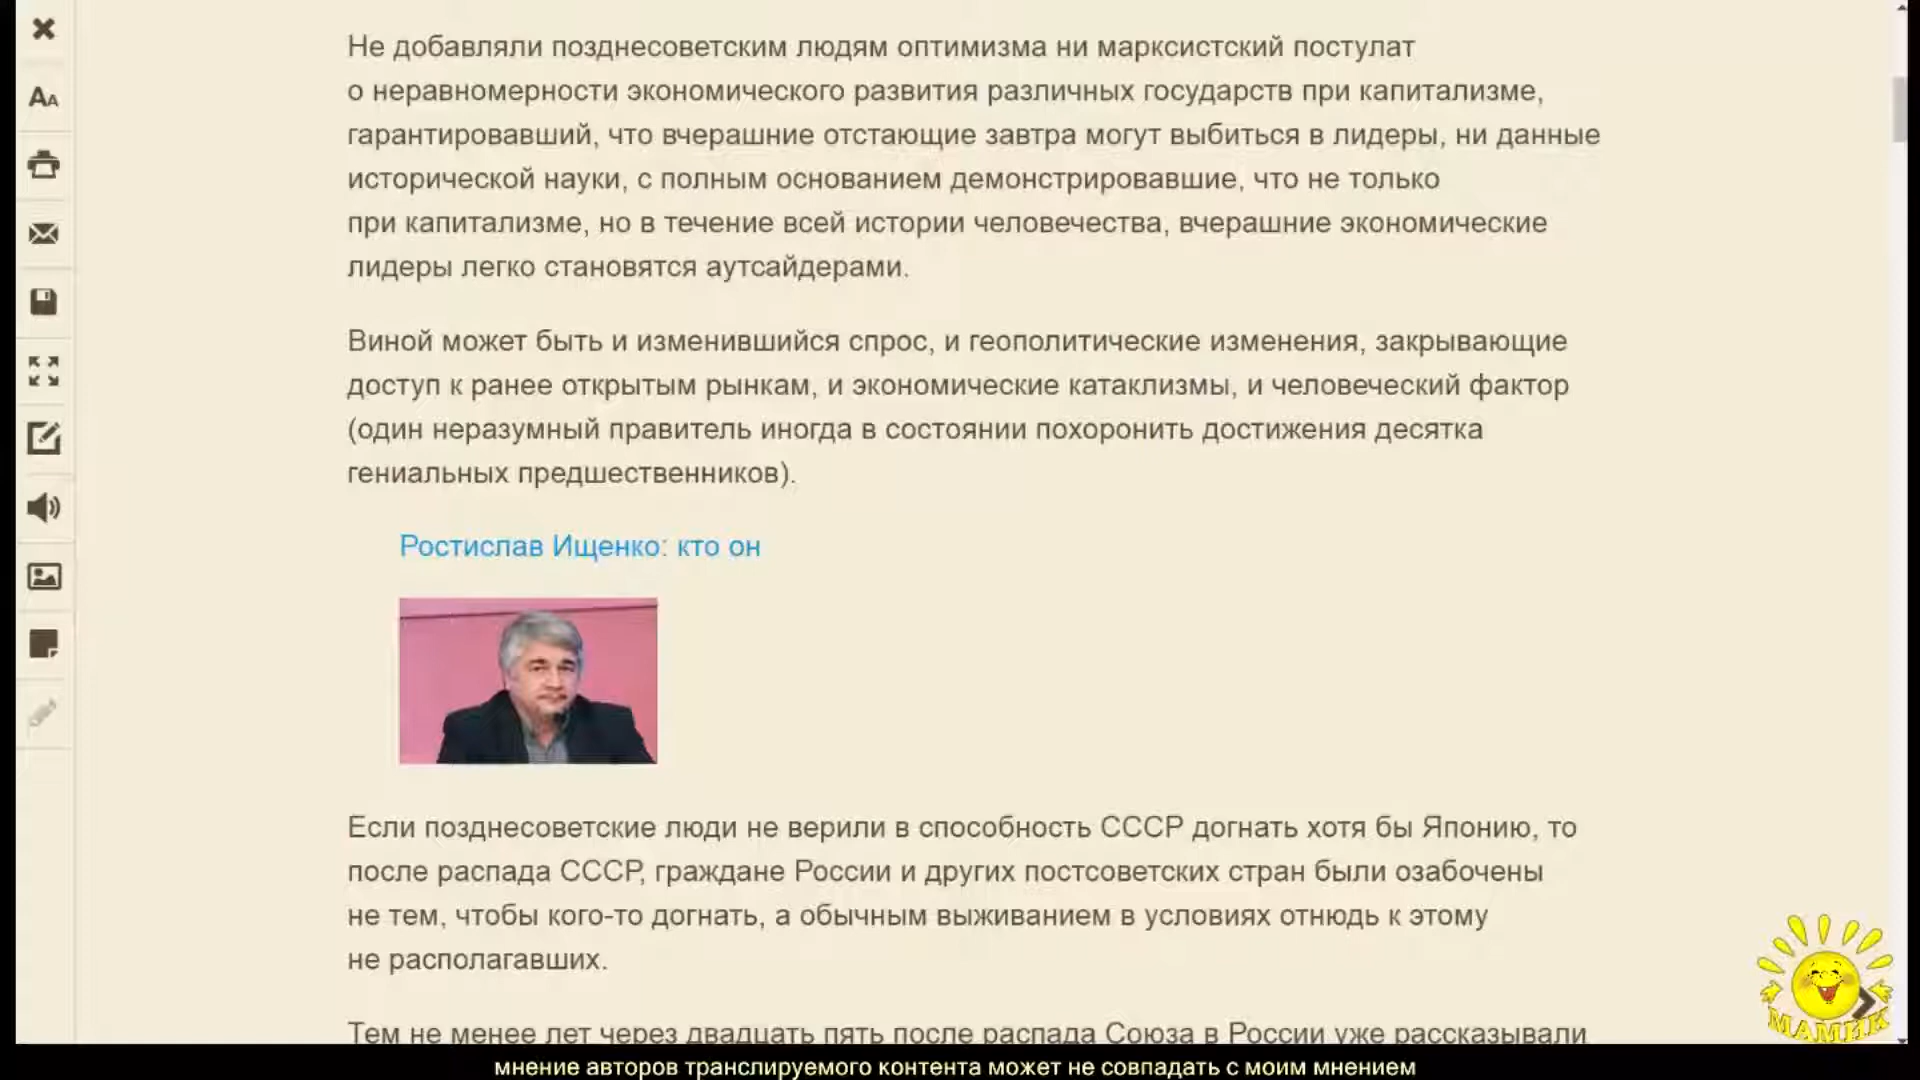 Не добавляли позднесоветским людям оптимизма ни марксистский постулат
о неравномерности экономического развития различных государств при капитализме,
гарантировавший, что вчерашние отстающие завтра могут выбиться в лидеры, ни данные
исторической науки, с полным основанием демонстрировавшие, что не только
при капитализме, но в течение всей истории человечества, вчерашние экономические
лидеры легко становятся аутсайдерами.
Виной может быть и изменившийся спрос, и геополитические изменения, закрывающие
доступ к ранее открытым рынкам, и экономические катаклизмы, и человеческий фактор
(один неразумный правитель иногда в состоянии похоронить достижения десятка
гениальных предшественников).
Ростислав Ищенко: кто он
Если позднесоветские люди не верили в способность СССР догнать хотя бы Японию, то
после распада СССР, граждане России и других постсоветских стран были озабочены
не тем, чтобы кого-то догнать, а обычным выживанием в условиях отнюдь к этому
не располагавших.
Тем не менее лет через двадцать пять после распада Союза в России уже рассказывали
МАМИК
мнение авторов транслируемого контента может не совпадать с моим мнением